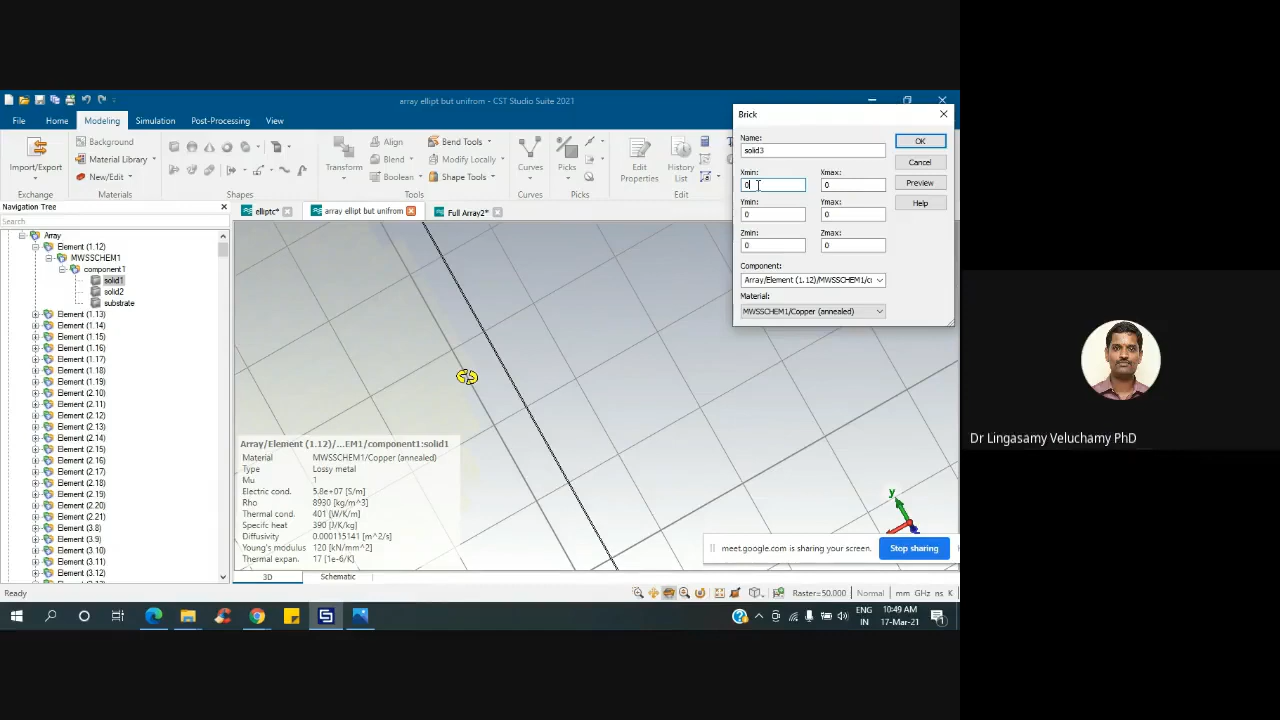 array ellipt but unifrom - CST Studio Suite 2021
File
Home
Modeling
Simulation
Post-Processing
View
Import/Export
Background
Material Library
New/Edit
Exchange
Shapes
Transform
Align
Blend
Bend Tools
Modify Locally
Shape Tools
Tools
Curves
Curves
Picks
Picks
Edit
Properties
History
List
Edit
Navigation Tree
Search
elliptc*
array ellipt but unifrom
Full Array2*
Array
Element (1.12)
MWSSCHEM1
component1
solid1
solid2
substrate
Element (1.13)
Element (1.14)
Element (1.15)
Element (1.16)
Element (1.17)
Element (1.18)
Element (1.19)
Element (2.10)
Element (2.11)
Element (2.12)
Element (2.13)
Element (2.14)
Element (2.15)
Element (2.16)
Element (2.17)
Element (2.18)
Element (2.19)
Element (2.20)
Element (2.21)
Element (3.8)
Element (3.9)
Element (3.10)
Element (3.11)
Element (3.12)
Array/Element (1.12)/...EM1/component1:solid1
Material MWSSCHEM1/Copper (annealed)
Type Lossy metal
Mu 1
Electric cond. 5.8e+07 [S/m]
Rho 8930 [kg/m^3]
Thermal cond. 401 [W/K/m]
Specifc heat 390 [J/K/kg]
Diffusivity 0.000115141 [m^2/s]
Young's modulus 120 [kN/mm^2]
Thermal expan. 17 [1e-6/K]
y
Brick
Name:
solid3
OK
Cancel
Preview
Help
Xmin: Xmax:
0 0
Ymin: Ymax:
0 0
Zmin: Zmax:
0 0
Component:
Array/Element (1.12)/MWSSCHEM1/c
Material:
MWSSCHEM1/Copper (annealed)
meet.google.com is sharing your screen.
Stop sharing
3D
Schematic
Ready
Raster=50.000
Normal
mm GHz ns K
ENG
IN
10:49 AM
17-Mar-21
1
Dr Lingasamy Veluchamy PhD